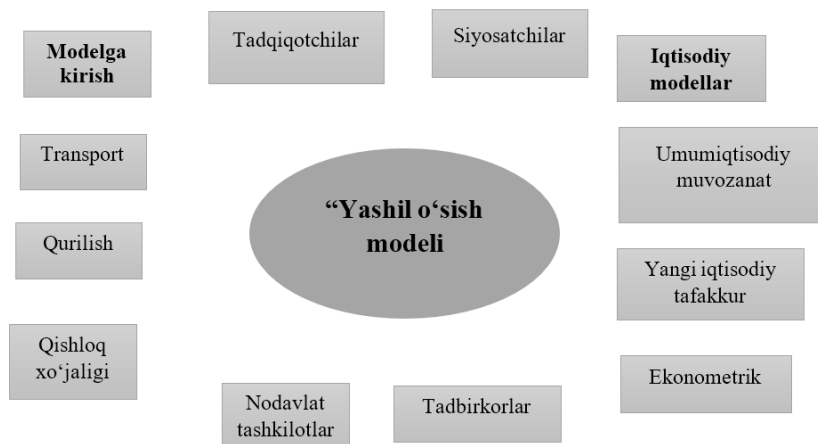 Modelga
kirish
Tadqiqotchilar
Siyosatchilar
Iqtisodiy
modellar
Transport
Umumiqtisodiy
muvozanat
“Yashil o‘sish
modeli
Qurilish
Yangi iqtisodiy
tafakkur
Qishloq
xo‘jaligi
Ekonometrik
Nodavlat
tashkilotlar
Tadbirkorlar